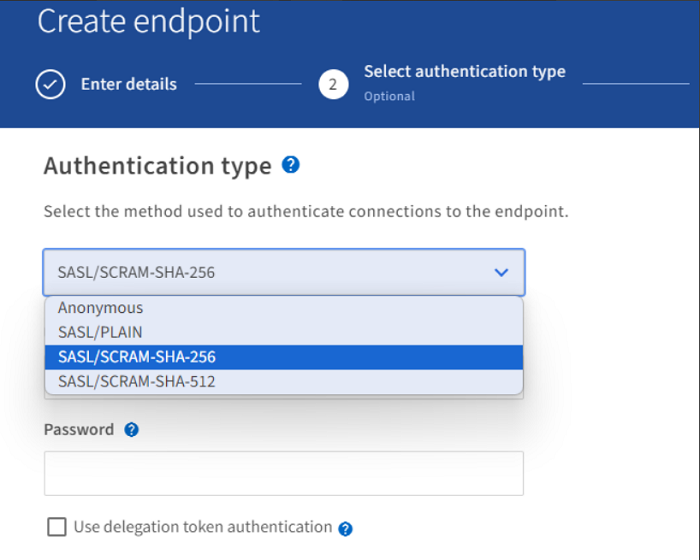 Create endpoint
Enter details
2
Select authentication type
Optional
Authentication type ?
Select the method used to authenticate connections to the endpoint.
SASL/SCRAM-SHA-256
Anonymous
SASL/PLAIN
SASL/SCRAM-SHA-256
SASL/SCRAM-SHA-512
Password ?
Use delegation token authentication ?